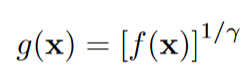 g(x) = [f(x)]^{1/γ}